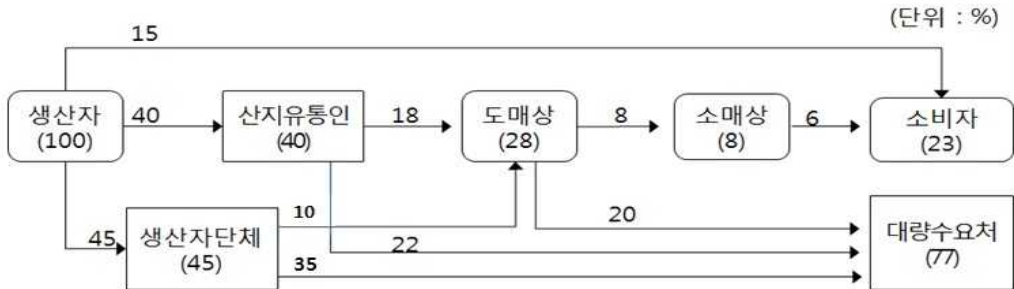 (단위 : %)
15
생산자
(100)
40
산지유통인
(40)
18
도매상
(28)
8
소매상
(8)
6
소비자
(23)
45
생산자단체
(45)
10
22
35
20
대량수요처
(77)